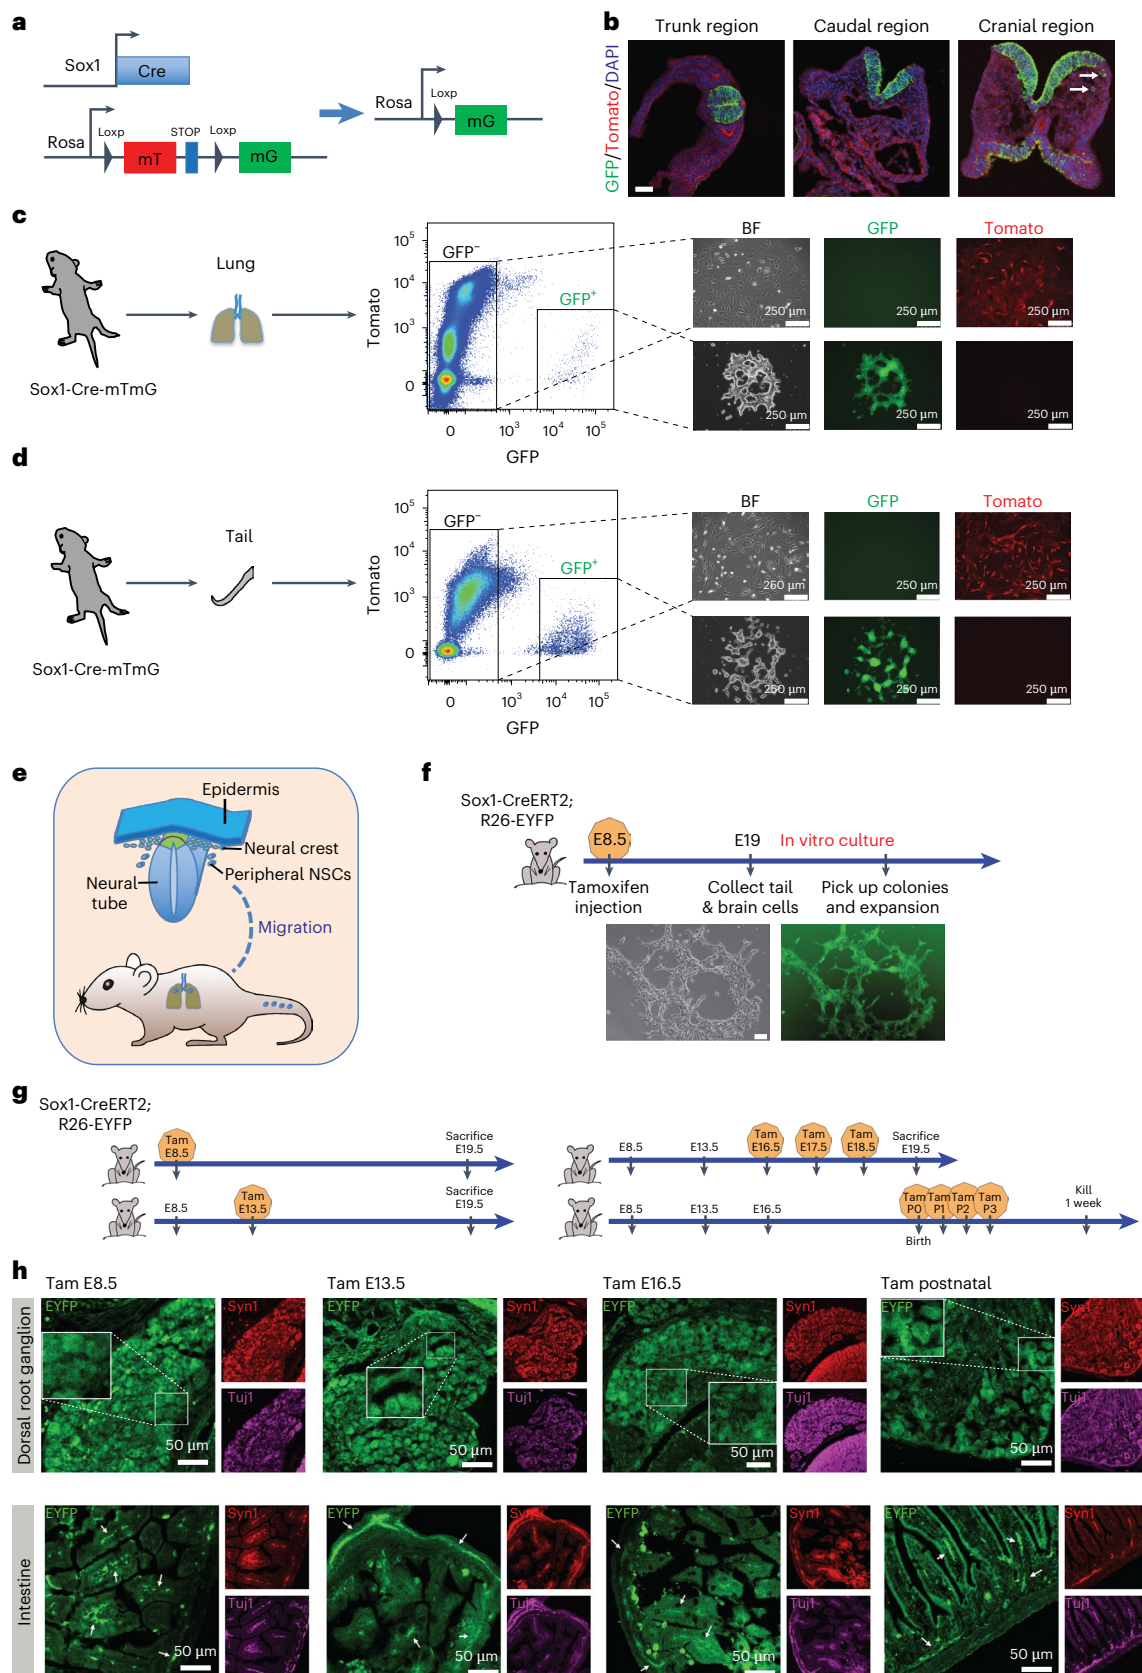 a
Sox1
Cre
Rosa
Loxp
STOP
Loxp
mT
mG
Rosa
Loxp
mG
b
Trunk region
Caudal region
Cranial region
GFP/Tomato/DAPI
c
Sox1-Cre-mTmG
Lung
Tomato
10⁵
10⁴
10³
0
GFP⁻
GFP⁺
0
10³
10⁴
10⁵
GFP
BF
GFP
Tomato
250 µm
250 µm
250 µm
250 µm
250 µm
250 µm
d
Sox1-Cre-mTmG
Tail
Tomato
10⁵
10⁴
10³
0
GFP⁻
GFP⁺
0
10³
10⁴
10⁵
GFP
BF
GFP
Tomato
250 µm
250 µm
250 µm
250 µm
250 µm
250 µm
e
Epidermis
Neural crest
Peripheral NSCs
Neural
tube
Migration
f
Sox1-CreERT2;
R26-EYFP
E8.5
E19
In vitro culture
Tamoxifen
injection
Collect tail
& brain cells
Pick up colonies
and expansion
g
Sox1-CreERT2;
R26-EYFP
Tam
E8.5
Sacrifice
E19.5
E8.5
Tam
E13.5
Sacrifice
E19.5
E8.5
E13.5
Tam
E16.5
Tam
E17.5
Tam
E18.5
Sacrifice
E19.5
E8.5
E13.5
E16.5
Tam
P0
Tam
P1
Tam
P2
Tam
P3
Birth
Kill
1 week
h
Tam E8.5
Tam E13.5
Tam E16.5
Tam postnatal
Dorsal root ganglion
EYFP
50 µm
Syn1
Tuj1
EYFP
50 µm
Syn1
Tuj1
EYFP
50 µm
Syn1
Tuj1
EYFP
50 µm
Syn1
Tuj1
Intestine
EYFP
50 µm
Syn1
Tuj1
EYFP
50 µm
Syn1
Tuj1
EYFP
50 µm
Syn1
Tuj1
EYFP
50 µm
Syn1
Tuj1